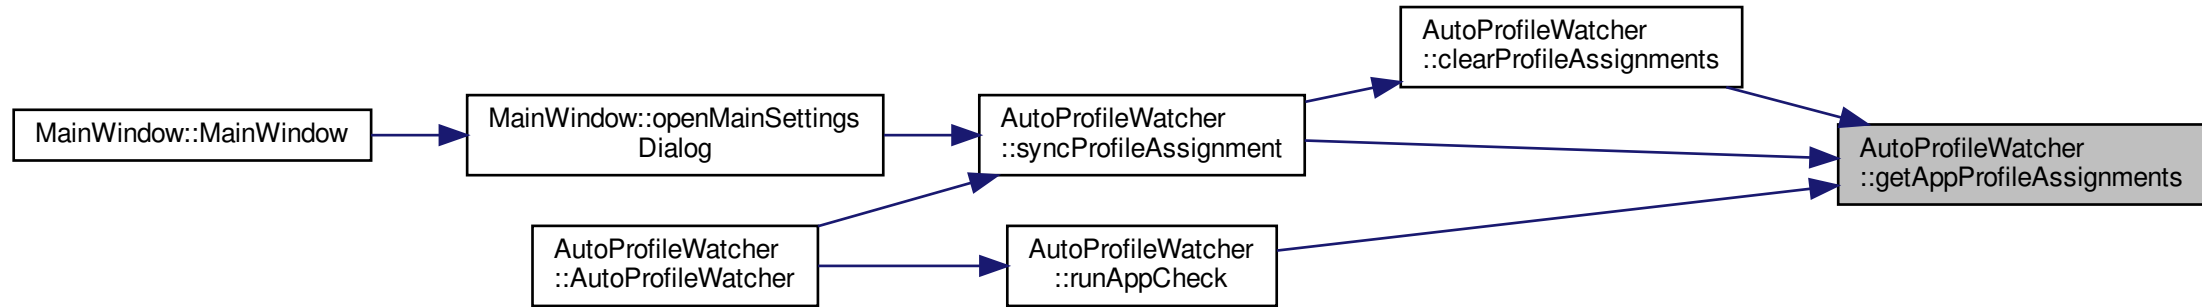 MainWindow::MainWindow
MainWindow::openMainSettings
Dialog
AutoProfileWatcher
::syncProfileAssignment
AutoProfileWatcher
::clearProfileAssignments
AutoProfileWatcher
::getAppProfileAssignments
AutoProfileWatcher
::AutoProfileWatcher
AutoProfileWatcher
::runAppCheck